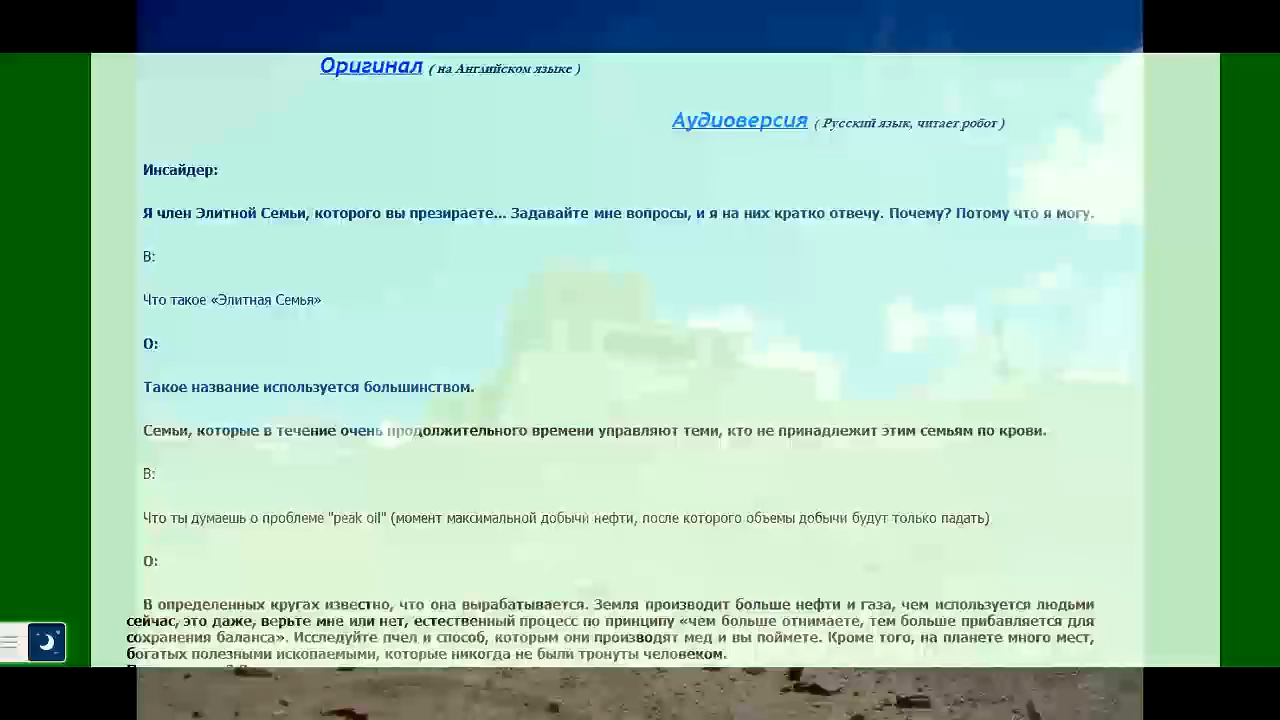 Оригинал ( на Английском языке )
Аудиоверсия ( Русский язык, читает робот )
Инсайдер:
Я член Элитной Семьи, которого вы презираете... Задавайте мне вопросы, и я на них кратко отвечу. Почему? Потому что я могу.
В:
Что такое «Элитная Семья»
О:
Такое название используется большинством.
Семьи, которые в течение очень продолжительного времени управляют теми, кто не принадлежит этим семьям по крови.
В:
Что ты думаешь о проблеме "peak oil" (момент максимальной добычи нефти, после которого объемы добычи будут только падать)
О:
В определенных кругах известно, что она вырабатывается. Земля производит больше нефти и газа, чем используется людьми
сейчас, это даже, верьте мне или нет, естественный процесс по принципу «чем больше отнимаете, тем больше прибавляется для
сохранения баланса». Исследуйте пчел и способ, которым они производят мед и вы поймете. Кроме того, на планете много мест,
богатых полезными ископаемыми, которые никогда не были тронуты человеком.